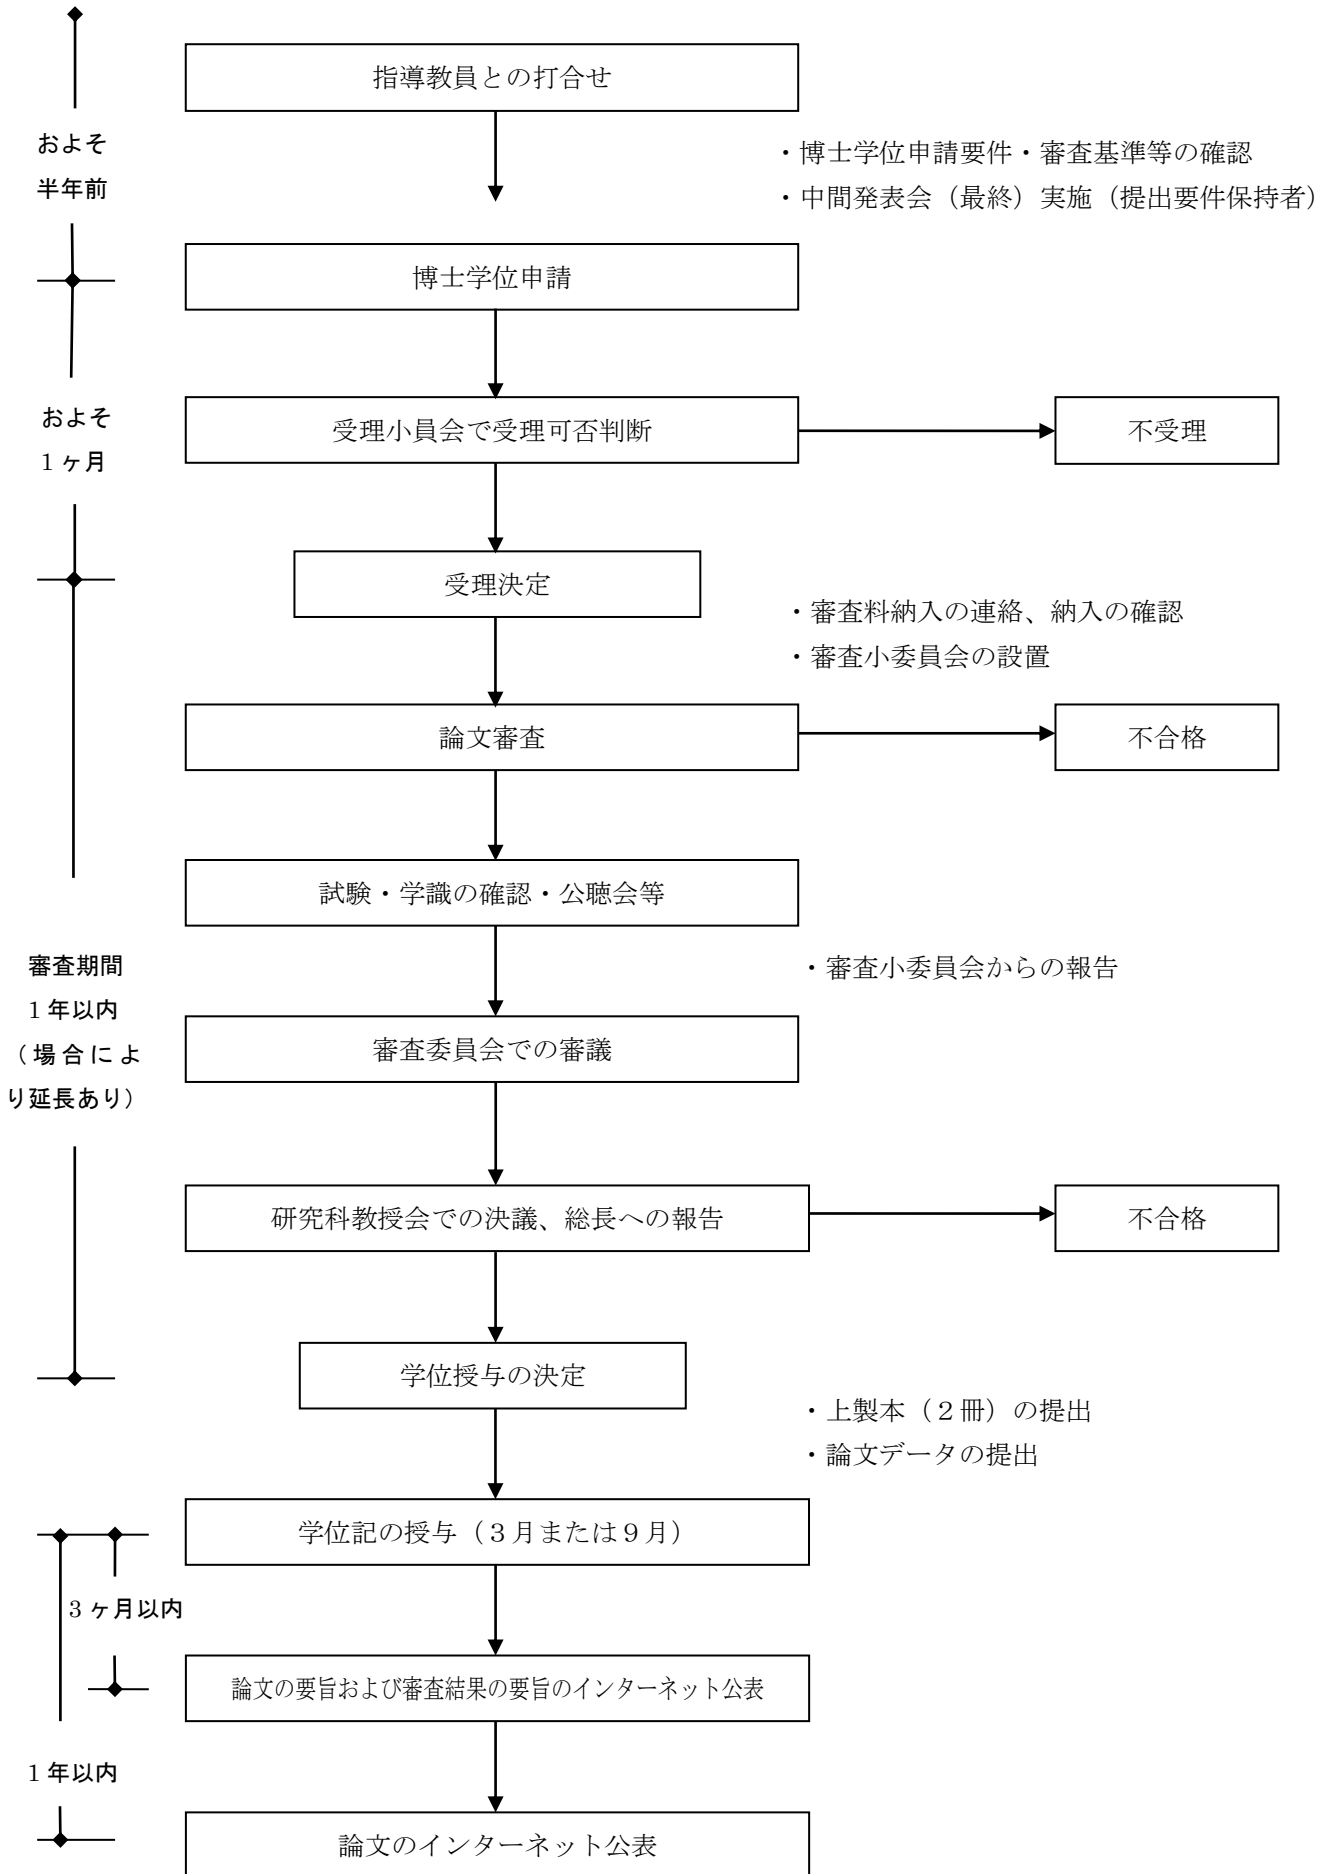 指導教員との打合せ
およそ
半年前
・博士学位申請要件・審査基準等の確認
・中間発表会（最終）実施（提出要件保持者）
博士学位申請
およそ
1ヶ月
受理小員会で受理可否判断
不受理
受理決定
・審査料納入の連絡、納入の確認
・審査小委員会の設置
論文審査
不合格
試験・学識の確認・公聴会等
審査期間
1年以内
（場合によ
り延長あり）
・審査小委員会からの報告
審査委員会での審議
研究科教授会での決議、総長への報告
不合格
学位授与の決定
・上製本（２冊）の提出
・論文データの提出
学位記の授与（３月または９月）
3ヶ月以内
論文の要旨および審査結果の要旨のインターネット公表
1年以内
論文のインターネット公表